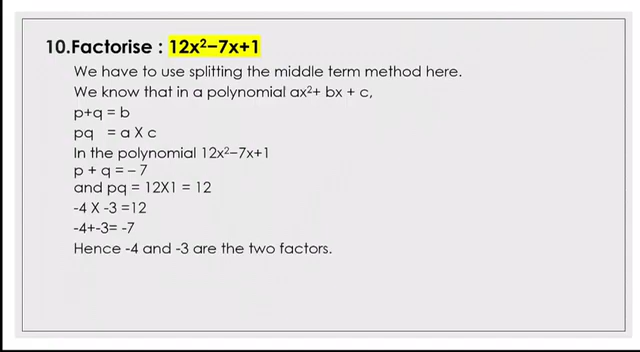 10.Factorise : 12x²−7x+1
We have to use splitting the middle term method here.
We know that in a polynomial ax²+ bx + c,
p+q = b
pq = a X c
In the polynomial 12x²−7x+1
p + q = − 7
and pq = 12X1 = 12
-4 X -3 =12
-4+-3= -7
Hence -4 and -3 are the two factors.